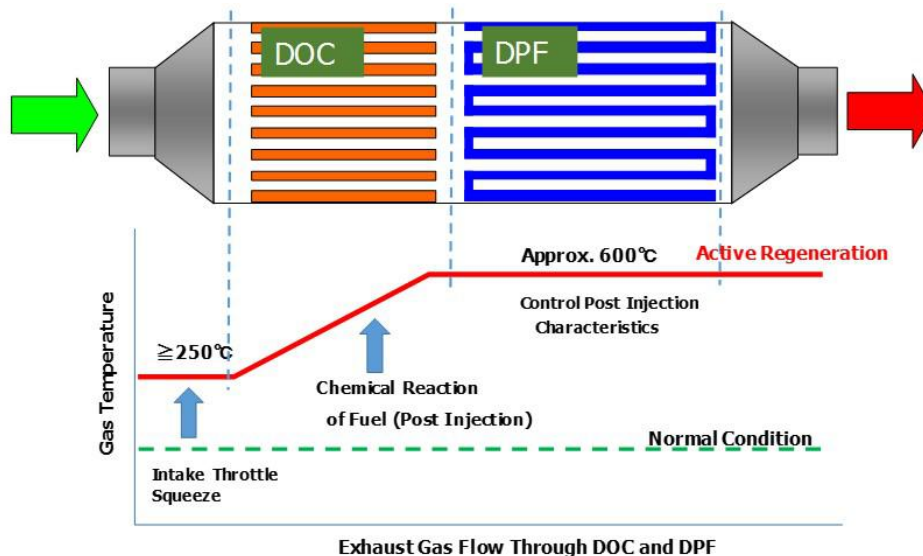 DOC
DPF
Approx. 600℃
Active Regeneration
Control Post Injection
Characteristics
≧250℃
Chemical Reaction
of Fuel (Post Injection)
Gas Temperature
Normal Condition
Intake Throttle
Squeeze
Exhaust Gas Flow Through DOC and DPF